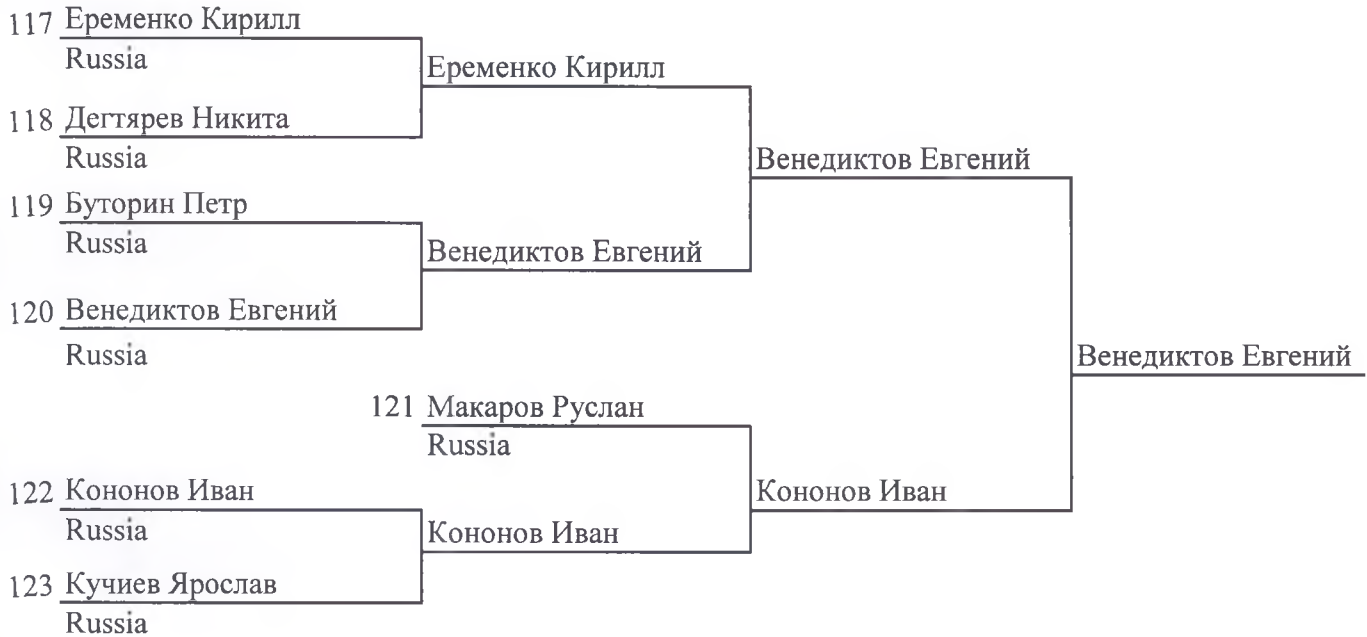 117 Еременко Кирилл
Russia
Еременко Кирилл
118 Дегтярев Никита
Russia
Венедиктов Евгений
119 Буторин Петр
Russia
Венедиктов Евгений
120 Венедиктов Евгений
Russia
Венедиктов Евгений
121 Макаров Руслан
Russia
122 Кононов Иван
Russia
Кононов Иван
Кононов Иван
123 Кучиев Ярослав
Russia